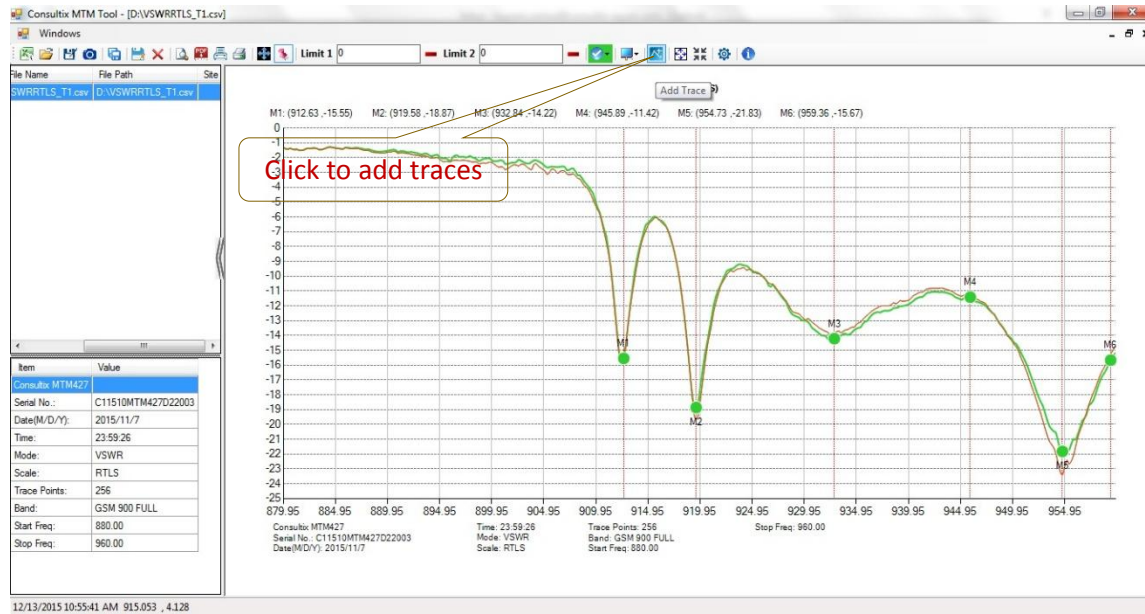 Consultix MTM Tool - [D:\VSWRRTLS_T1.csv]
Windows
Limit 1 0 Limit 2 0
File Name File Path Site
SWRRTLS_T1.csv D:\VSWRRTLS_T1.csv
Add Trace
M1: (912.63 ,-15.55) M2: (919.58 ,-18.87) M3: (932.84 ,-14.22) M4: (945.89 ,-11.42) M5: (954.73 ,-21.83) M6: (959.36 ,-15.67)
Click to add traces
0
-1
-2
-3
-4
-5
-6
-7
-8
-9
-10
-11
-12
-13
-14
-15
-16
-17
-18
-19
-20
-21
-22
-23
-24
-25
M1
M2
M3
M4
M5
M6
879.95 884.95 889.95 894.95 899.95 904.95 909.95 914.95 919.95 924.95 929.95 934.95 939.95 944.95 949.95 954.95
Consultix MTM427 Time: 23:59:26 Trace Points: 256 Stop Freq: 960.00
Serial No.: C11510MTM427D22003 Mode: VSWR Band: GSM 900 FULL
Date(M/D/Y): 2015/11/7 Scale: RTLS Start Freq: 880.00
Item Value
Consultix MTM427
Serial No.: C11510MTM427D22003
Date(M/D/Y): 2015/11/7
Time: 23:59:26
Mode: VSWR
Scale: RTLS
Trace Points: 256
Band: GSM 900 FULL
Start Freq: 880.00
Stop Freq: 960.00
12/13/2015 10:55:41 AM 915.053 , 4.128